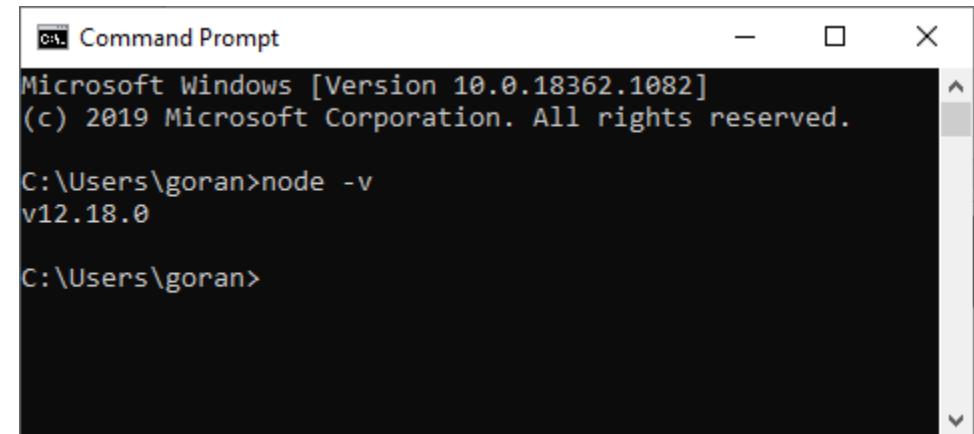 Command Prompt
Microsoft Windows [Version 10.0.18362.1082]
(c) 2019 Microsoft Corporation. All rights reserved.
C:\Users\goran>node -v
v12.18.0
C:\Users\goran>